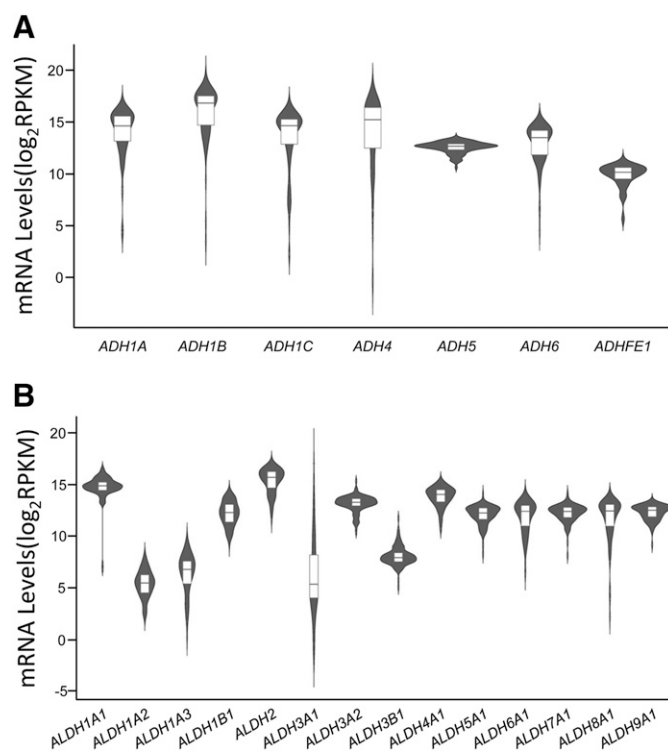 A
mRNA Levels(log2RPKM)
20
15
10
5
0
ADH1A ADH1B ADH1C ADH4 ADH5 ADH6 ADHFE1
B
mRNA Levels(log2RPKM)
20
15
10
5
0
-5
ALDH1A1 ALDH1A2 ALDH1A3 ALDH1B1 ALDH2 ALDH3A1 ALDH3A2 ALDH3B1 ALDH4A1 ALDH5A1 ALDH6A1 ALDH7A1 ALDH8A1 ALDH9A1